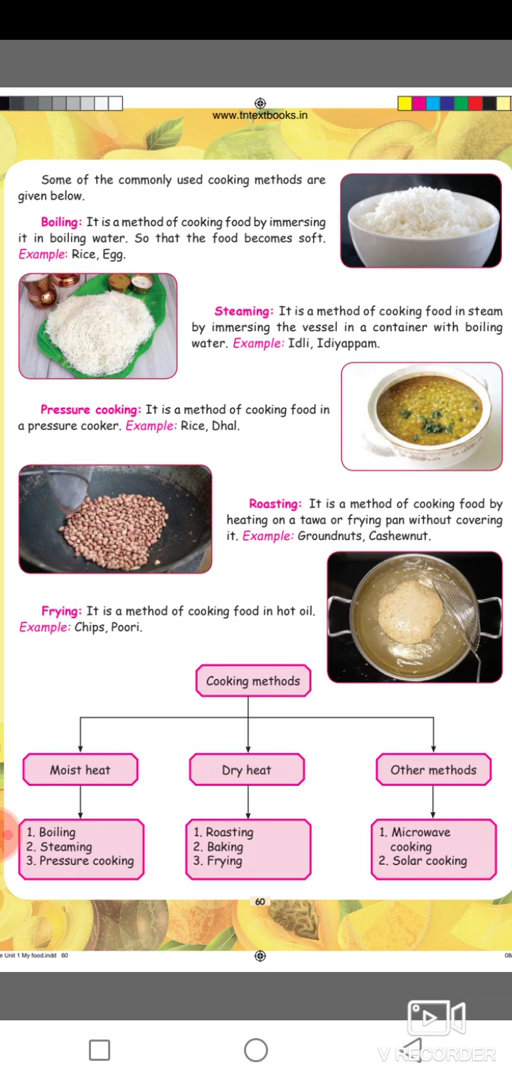 www.tntextbooks.in
Some of the commonly used cooking methods are
given below.
Boiling: It is a method of cooking food by immersing
it in boiling water. So that the food becomes soft.
Example: Rice, Egg.
Steaming: It is a method of cooking food in steam
by immersing the vessel in a container with boiling
water. Example: Idli, Idiyappam.
Pressure cooking: It is a method of cooking food in
a pressure cooker. Example: Rice, Dhal.
Roasting: It is a method of cooking food by
heating on a tawa or frying pan without covering
it. Example: Groundnuts, Cashewnut.
Frying: It is a method of cooking food in hot oil.
Example: Chips, Poori.
Cooking methods
Moist heat
Dry heat
Other methods
1. Boiling
2. Steaming
3. Pressure cooking
1. Roasting
2. Baking
3. Frying
1. Microwave
cooking
2. Solar cooking
60
e Unit 1 My food.indd 60
08
V RECORDER